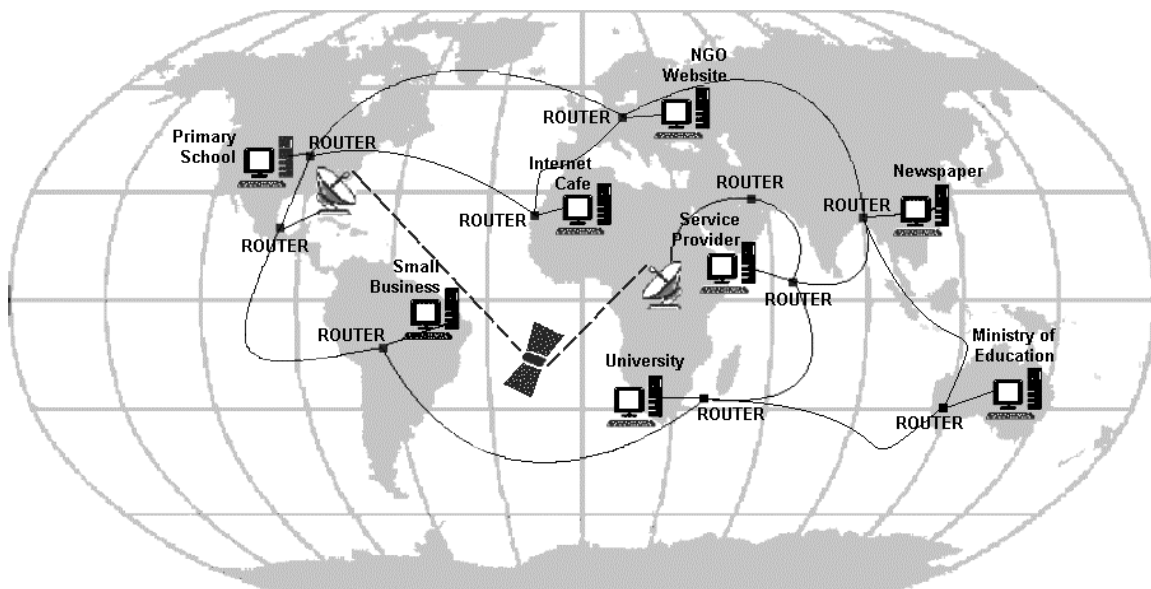 NGO
Website
ROUTER
Primary
School
ROUTER
Internet
Cafe
ROUTER
Newspaper
ROUTER
ROUTER
Service
Provider
ROUTER
ROUTER
Small
Business
ROUTER
University
ROUTER
Ministry of
Education
ROUTER